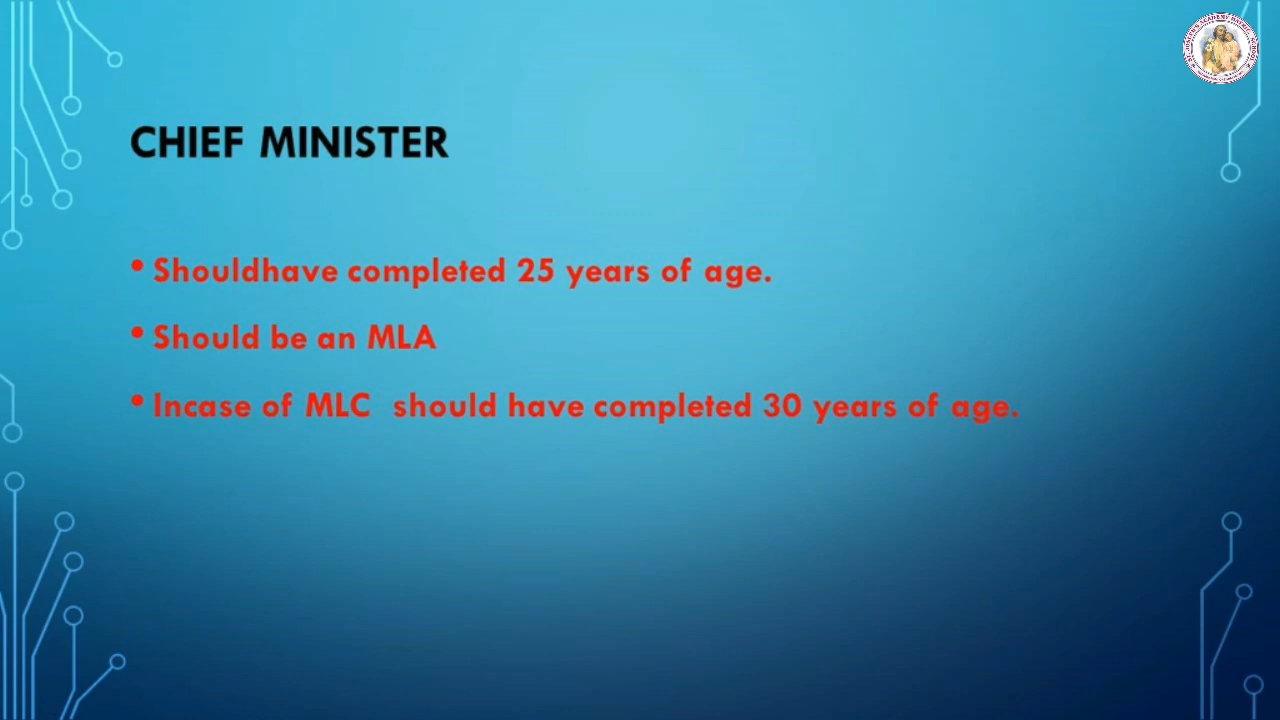 CHIEF MINISTER
• Shouldhave completed 25 years of age.
• Should be an MLA
• Incase of MLC should have completed 30 years of age.